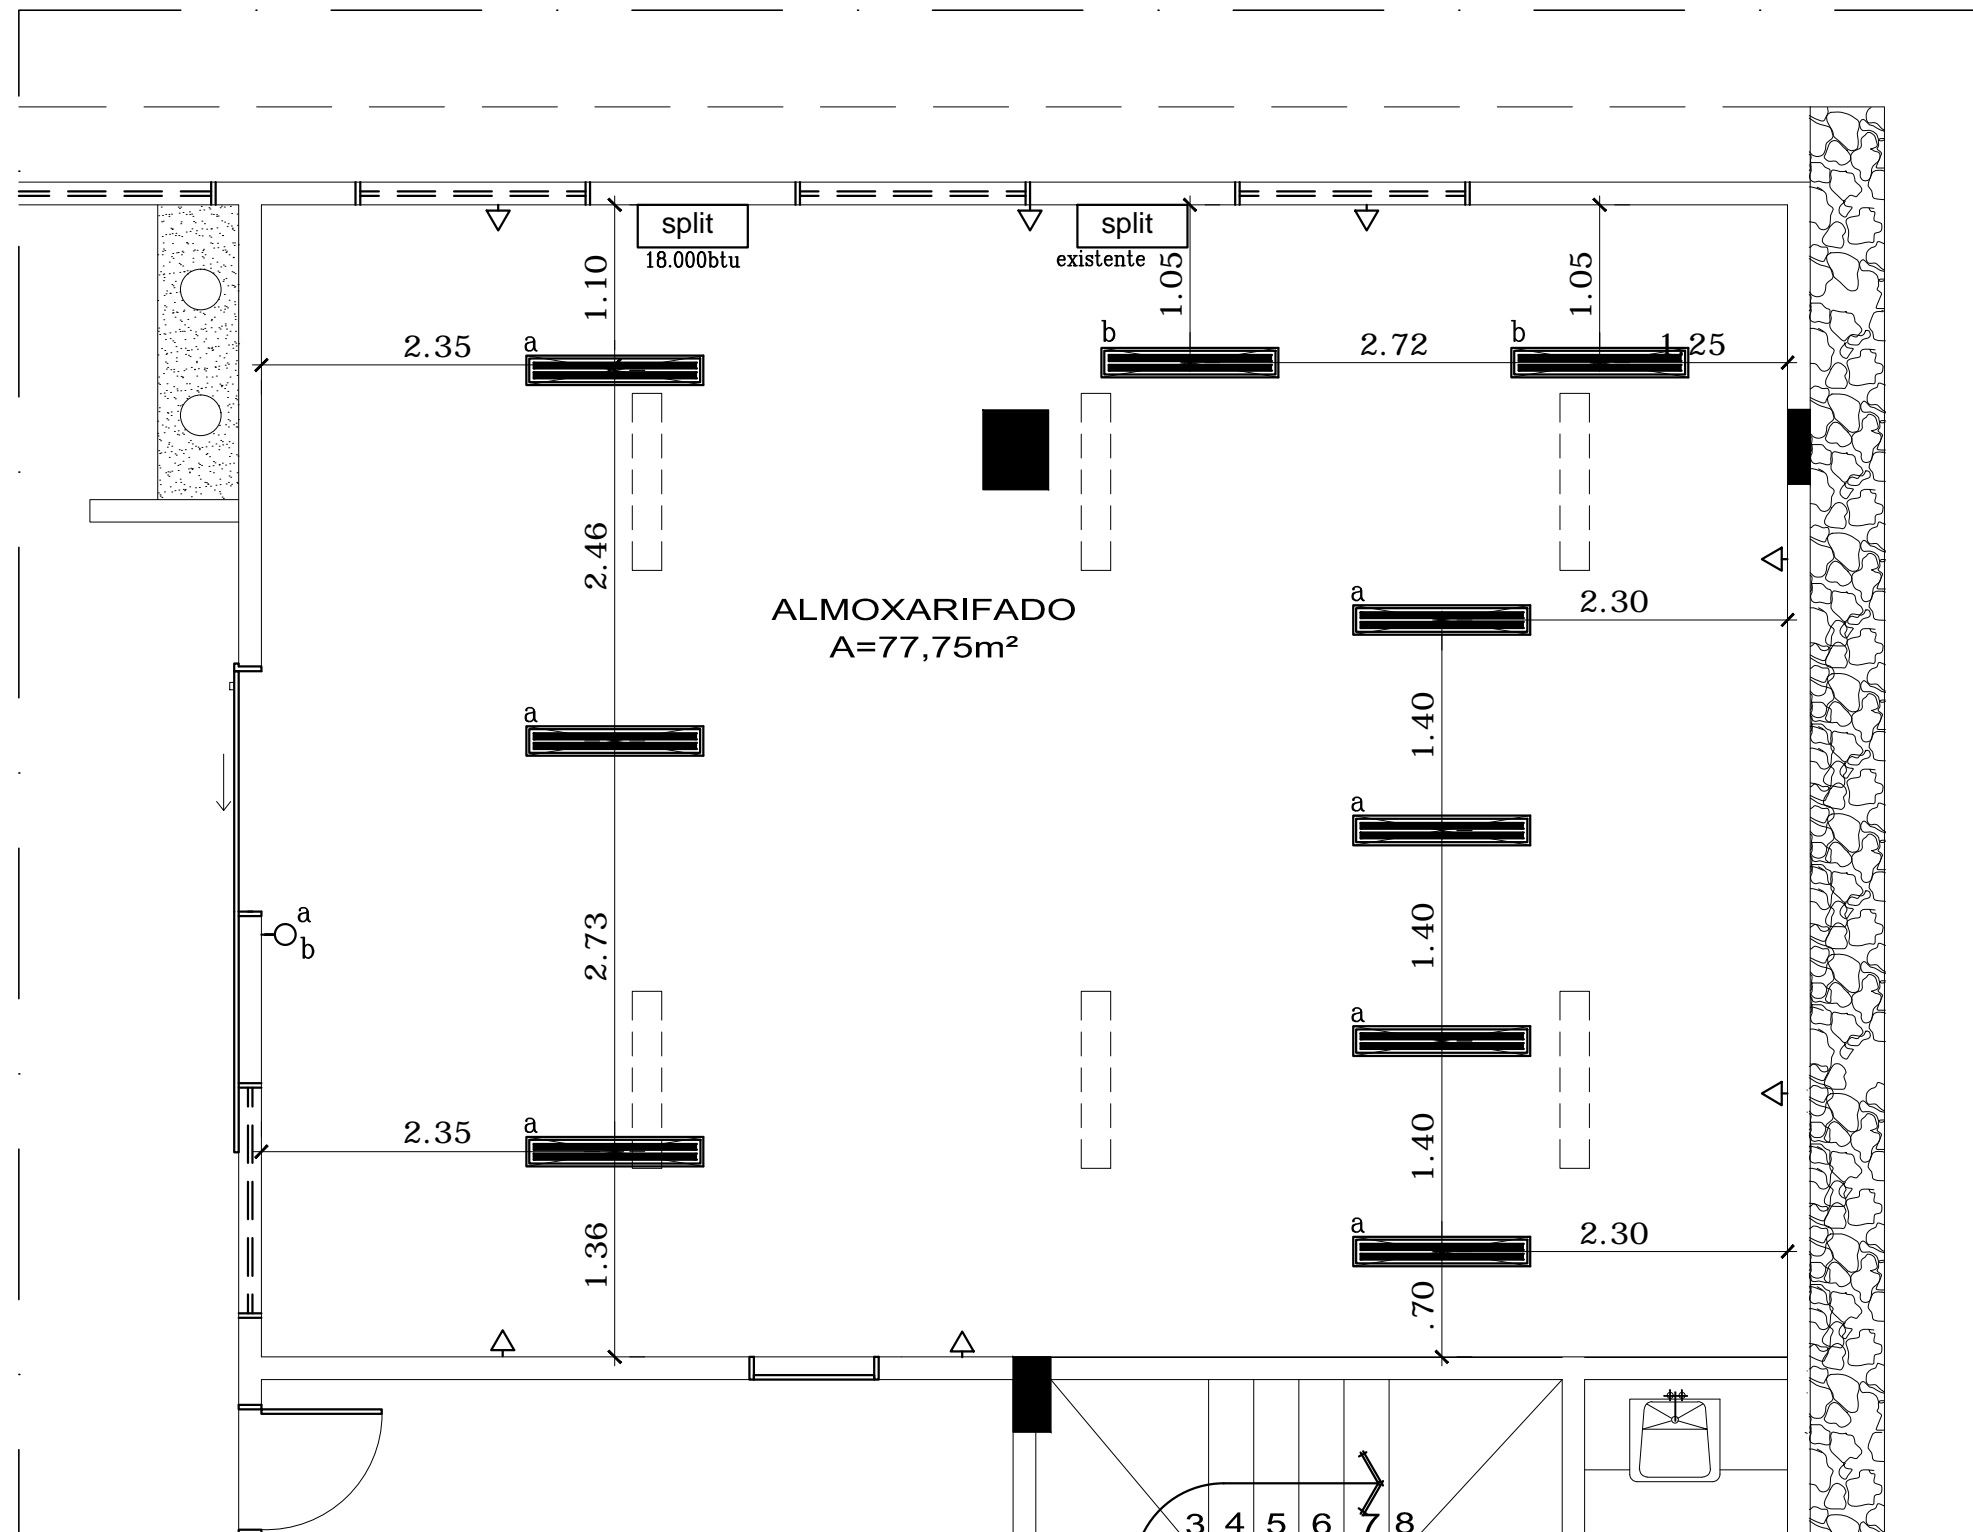 split
split
18.000btu
existente
1.10
1.05
1.05
b
b
2.35
a
2.72
1.25
2.46
a
2.30
ALMOXARIFADO
A=77,75m²
a
1.40
a
a
b
2.73
1.40
a
2.35
a
1.40
1.36
a
2.30
.70
3 4 5 6 7 8